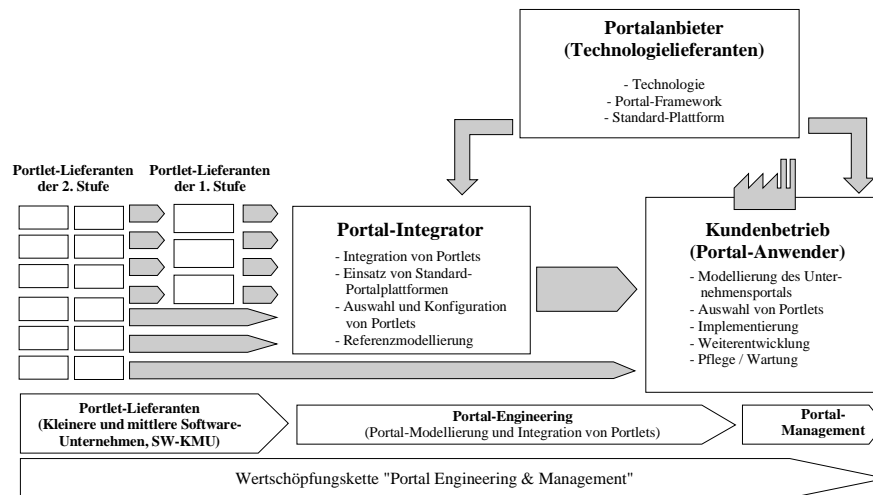 Portalanbieter
(Technologielieferanten)
- Technologie
- Portal-Framework
- Standard-Plattform
Portlet-Lieferanten
der 2. Stufe
Portlet-Lieferanten
der 1. Stufe
Portal-Integrator
- Integration von Portlets
- Einsatz von Standard-
Portalplattformen
- Auswahl und Konfiguration
von Portlets
- Referenzmodellierung
Kundenbetrieb
(Portal-Anwender)
- Modellierung des Unter-
nehmensportals
- Auswahl von Portlets
- Implementierung
- Weiterentwicklung
- Pflege / Wartung
Portlet-Lieferanten
(Kleinere und mittlere Software-
Unternehmen, SW-KMU)
Portal-Engineering
(Portal-Modellierung und Integration von Portlets)
Portal-
Management
Wertschöpfungskette "Portal Engineering & Management"